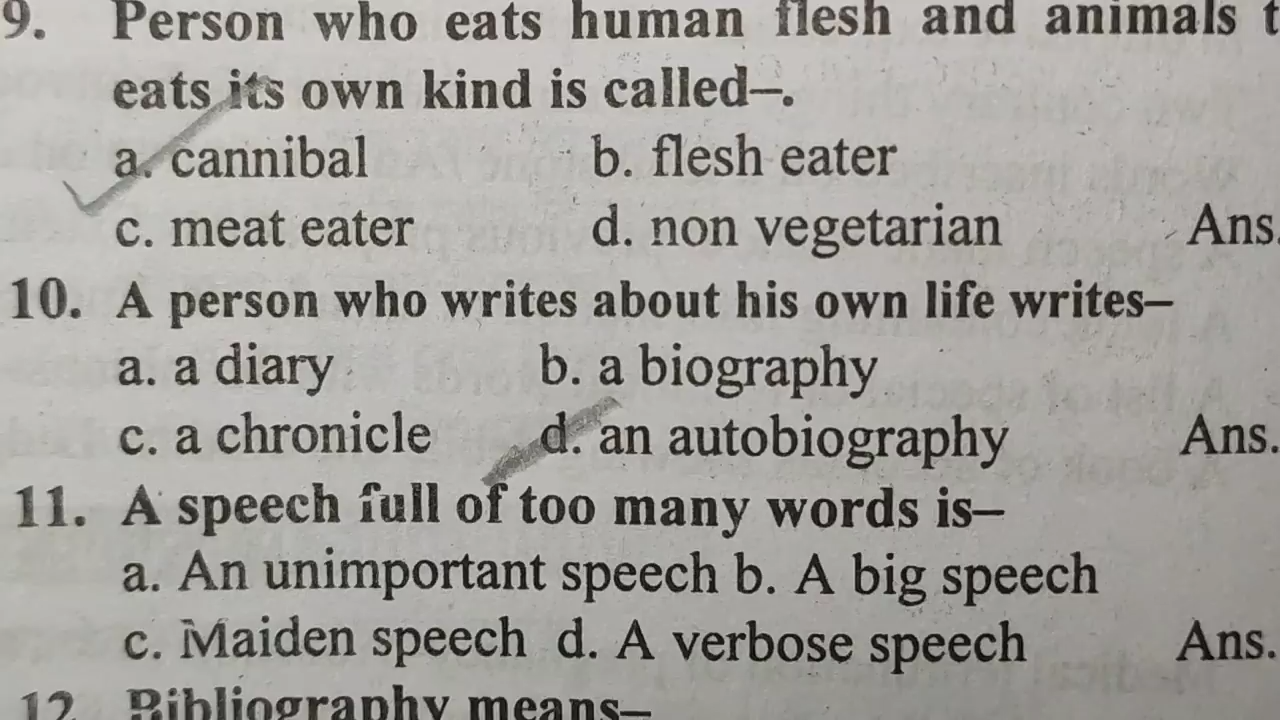 9. Person who eats human flesh and animals t
eats its own kind is called–.
a. cannibal b. flesh eater
c. meat eater d. non vegetarian Ans.
10. A person who writes about his own life writes–
a. a diary b. a biography
c. a chronicle d. an autobiography Ans.
11. A speech full of too many words is–
a. An unimportant speech b. A big speech
c. Maiden speech d. A verbose speech Ans.
12. Bibliography means–